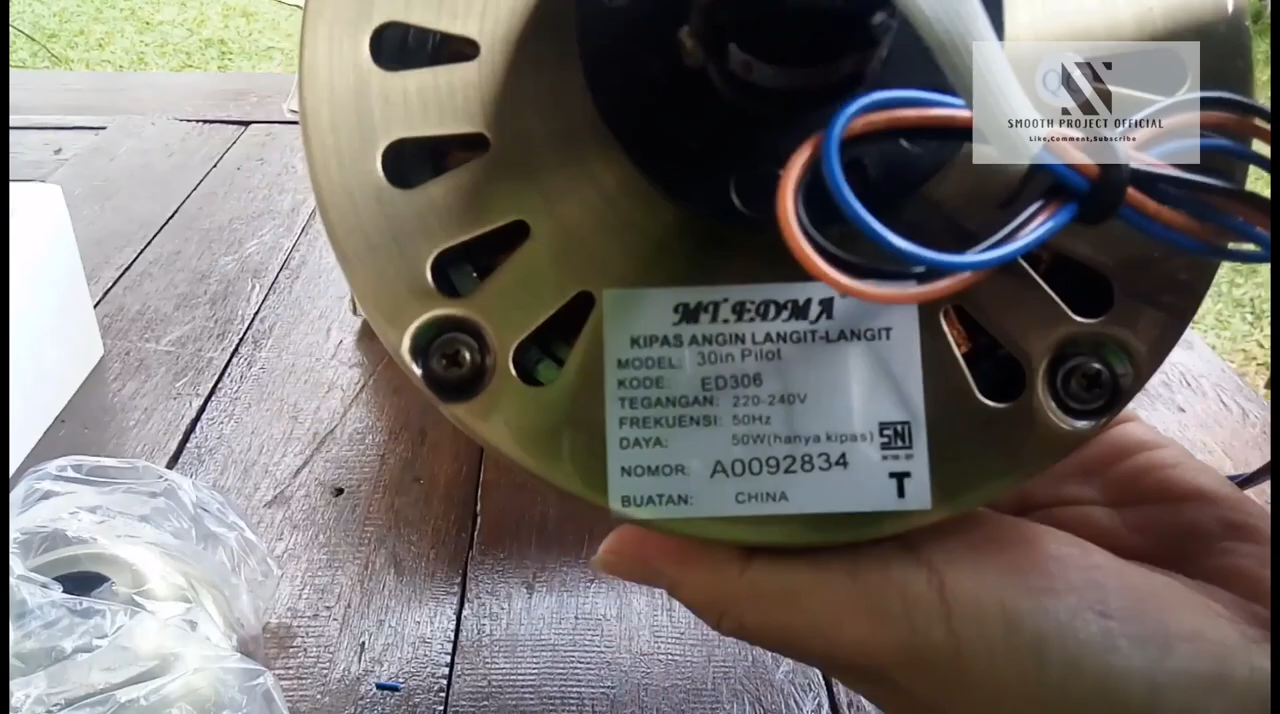 SMOOTH PROJECT OFFICIAL
Like,Comment,Subscribe
MT.EDMA
KIPAS ANGIN LANGIT-LANGIT
MODEL: 30in Pilot
KODE: ED306
TEGANGAN: 220-240V
FREKUENSI: 50Hz
DAYA: 50W(hanya kipas)
SNI
NOMOR: A0092834
T
BUATAN: CHINA